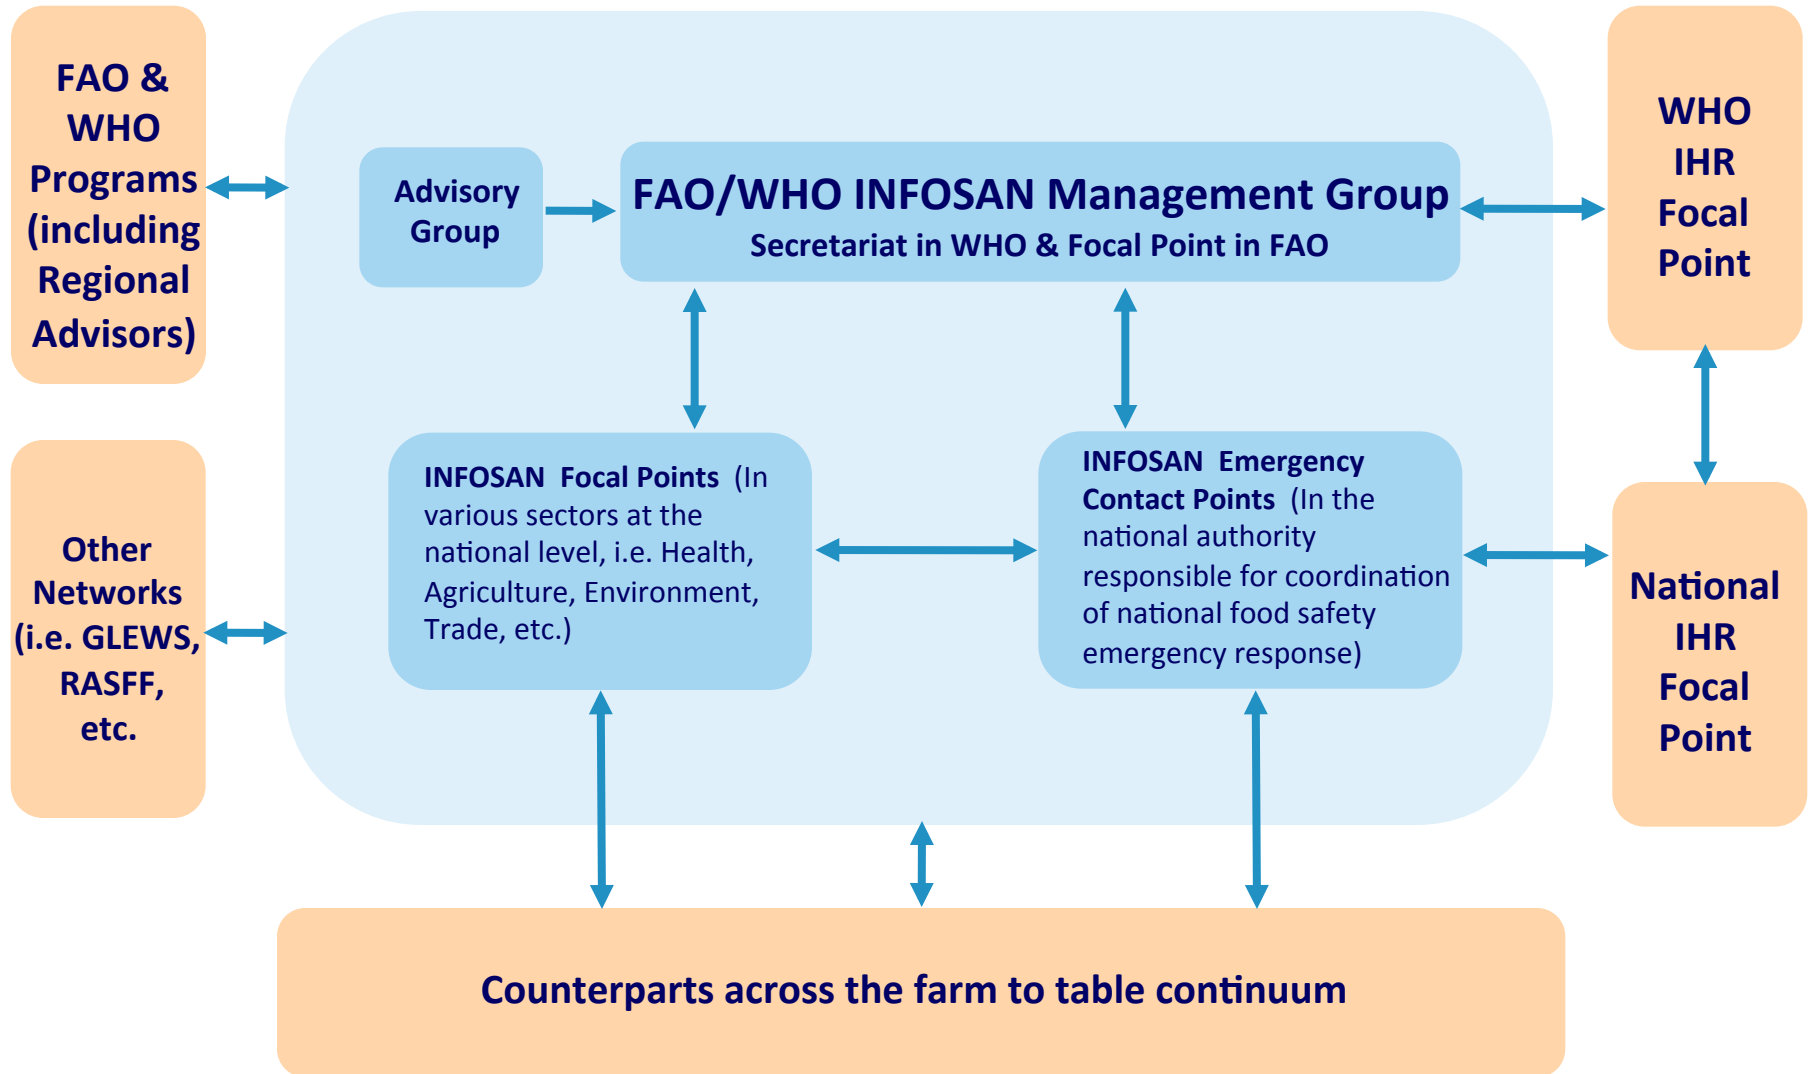 FAO &
WHO
Programs
(including
Regional
Advisors)
Advisory
Group
FAO/WHO INFOSAN Management Group
Secretariat in WHO & Focal Point in FAO
WHO
IHR
Focal
Point
Other
Networks
(i.e. GLEWS,
RASFF,
etc.
INFOSAN Focal Points (In
various sectors at the
national level, i.e. Health,
Agriculture, Environment,
Trade, etc.)
INFOSAN Emergency
Contact Points (In the
national authority
responsible for coordination
of national food safety
emergency response)
National
IHR
Focal
Point
Counterparts across the farm to table continuum